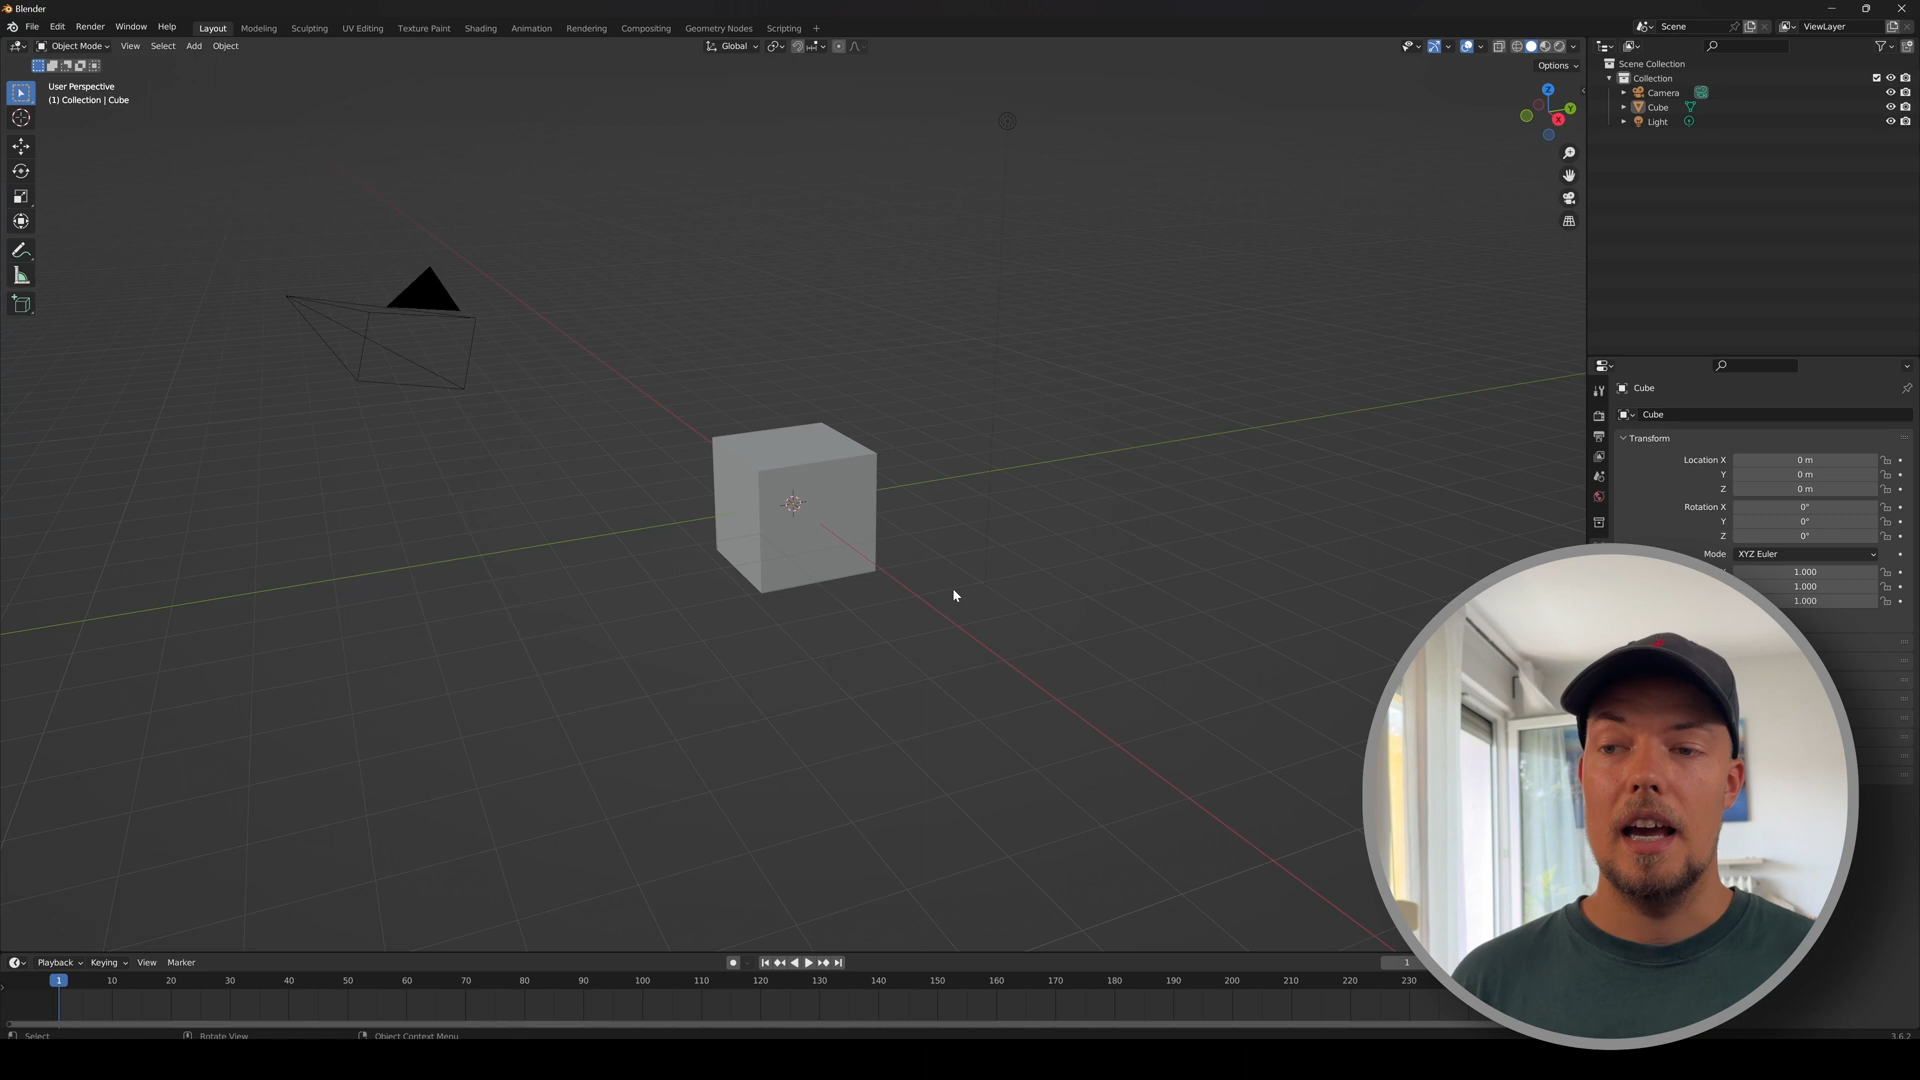 Blender
File Edit Render Window Help Layout Modeling Sculpting UV Editing Texture Paint Shading Animation Rendering Compositing Geometry Nodes Scripting + Scene ViewLayer
Object Mode View Select Add Object Global
Options
User Perspective
(1) Collection | Cube
Z
Y
X
Scene Collection
Collection
Camera
Cube
Light
Cube
Cube
Transform
Location X 0 m
Y 0 m
Z 0 m
Rotation X 0°
Y 0°
Z 0°
Mode XYZ Euler
1.000
1.000
1.000
Playback Keying View Marker 1
1 10 20 30 40 50 60 70 80 90 100 110 120 130 140 150 160 170 180 190 200 210 220 230
Select Rotate View Object Context Menu 3.6.2